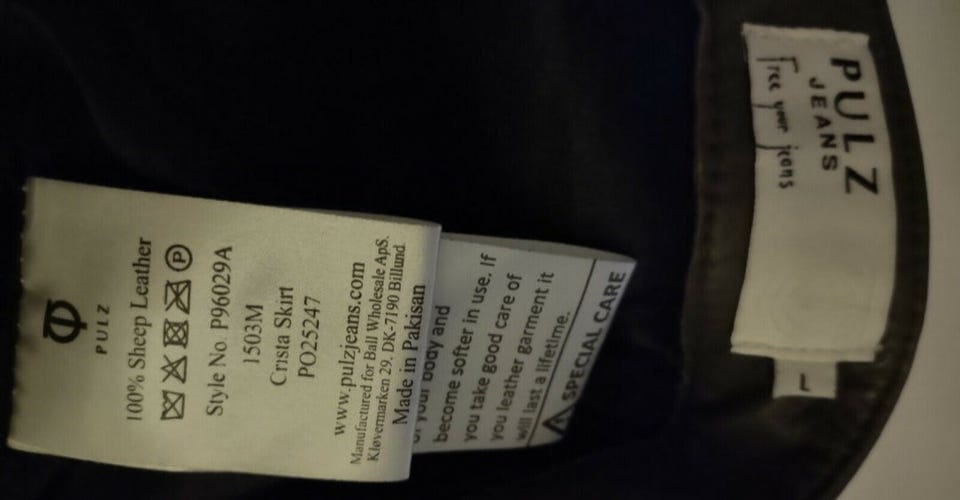 PULZ
JEANS
Free your jeans
L
PULZ
100% Sheep Leather
P
Style No. P96029A
1503M
Crista Skirt
PO25247
www.pulzjeans.com
Manufactured for Ball Wholesale ApS.
Kløvermarken 29, DK-7190 Billund.
Made in Pakisan
of your body and
become softer in use. If
you take good care of
you leather garment it
will last a lifetime.
SPECIAL CARE